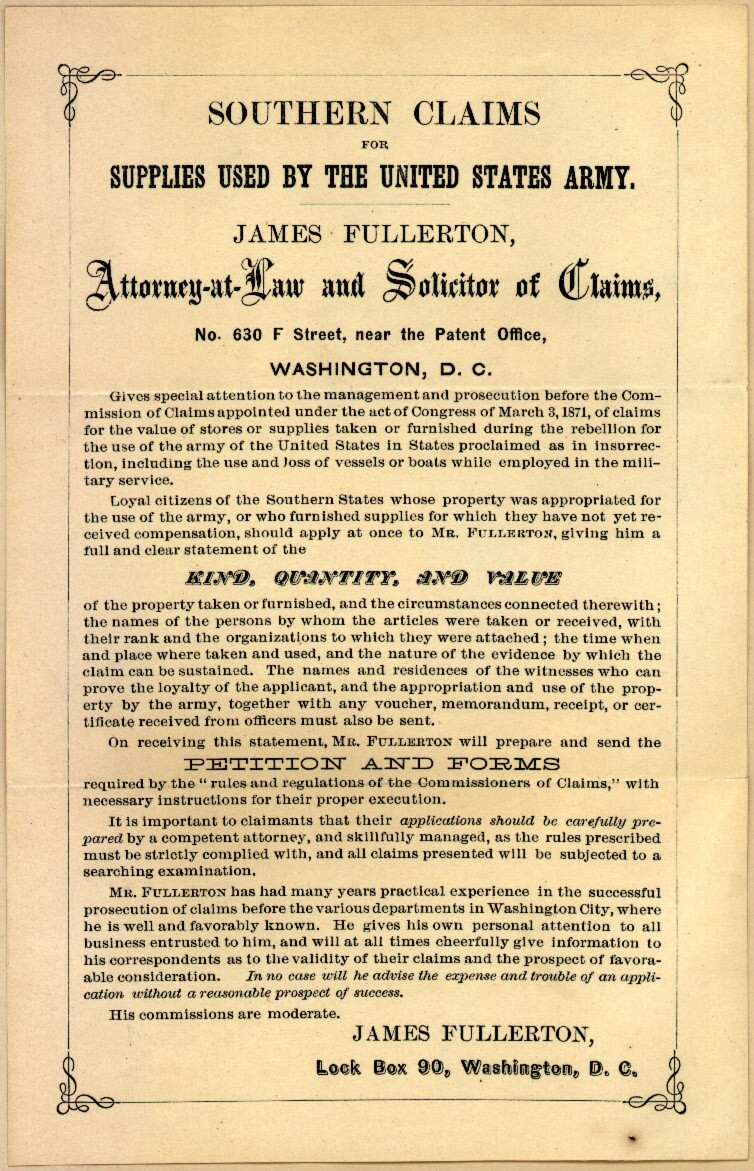 SOUTHERN CLAIMS
FOR
SUPPLIES USED BY THE UNITED STATES ARMY.
JAMES FULLERTON,
Attorney-at-Law and Solicitor of Claims,
No. 630 F Street, near the Patent Office,
WASHINGTON, D. C.
Gives special attention to the management and prosecution before the Com-
mission of Claims appointed under the act of Congress of March 3, 1871, of claims
for the value of stores or supplies taken or furnished during the rebellion for
the use of the army of the United States in States proclaimed as in insurrec-
tion, including the use and loss of vessels or boats while employed in the mili-
tary service.
Loyal citizens of the Southern States whose property was appropriated for
the use of the army, or who furnished supplies for which they have not yet re-
ceived compensation, should apply at once to MR. FULLERTON, giving him a
full and clear statement of the
KIND, QUANTITY, AND VALUE
of the property taken or furnished, and the circumstances connected therewith;
the names of the persons by whom the articles were taken or received, with
their rank and the organizations to which they were attached; the time when
and place where taken and used, and the nature of the evidence by which the
claim can be sustained. The names and residences of the witnesses who can
prove the loyalty of the applicant, and the appropriation and use of the prop-
erty by the army, together with any voucher, memorandum, receipt, or cer-
tificate received from officers must also be sent.
On receiving this statement, MR. FULLERTON will prepare and send the
PETITION AND FORMS
required by the “ rules and regulations of the Commissioners of Claims,” with
necessary instructions for their proper execution.
It is important to claimants that their applications should be carefully pre-
pared by a competent attorney, and skillfully managed, as the rules prescribed
must be strictly complied with, and all claims presented will be subjected to a
searching examination.
MR. FULLERTON has had many years practical experience in the successful
prosecution of claims before the various departments in Washington City, where
he is well and favorably known. He gives his own personal attention to all
business entrusted to him, and will at all times cheerfully give information to
his correspondents as to the validity of their claims and the prospect of favora-
able consideration. In no case will he advise the expense and trouble of an appli-
cation without a reasonable prospect of success.
His commissions are moderate.
JAMES FULLERTON,
Lock Box 90, Washington, D. C.